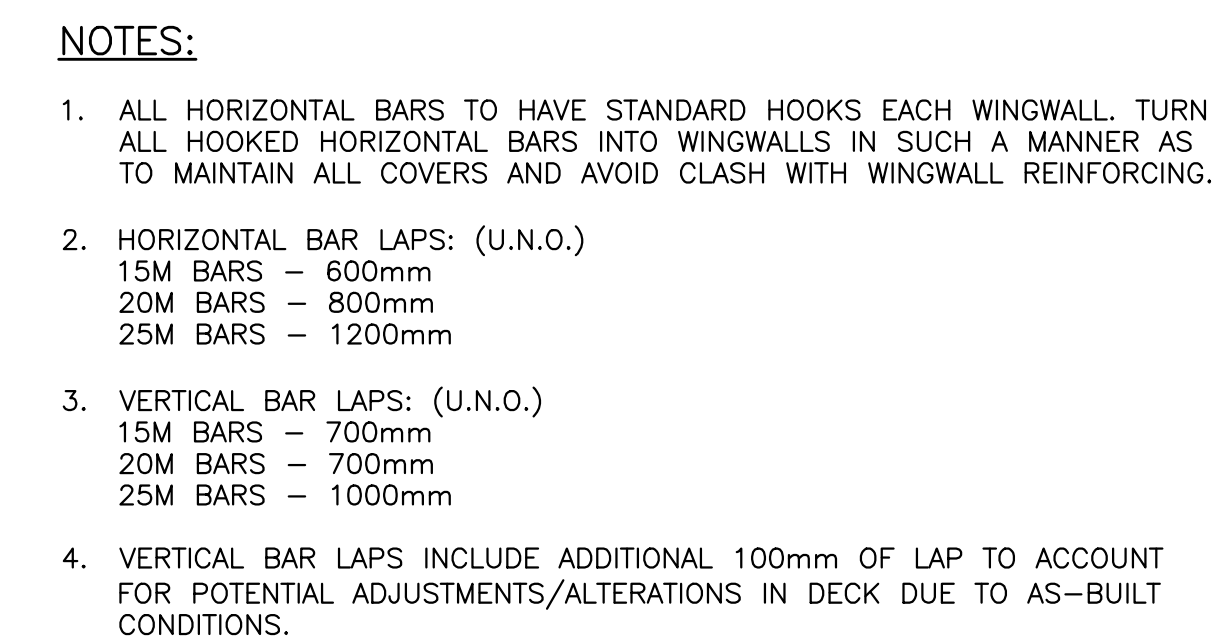 NOTES:
1. ALL HORIZONTAL BARS TO HAVE STANDARD HOOKS EACH WINGWALL. TURN
ALL HOOKED HORIZONTAL BARS INTO WINGWALLS IN SUCH A MANNER AS
TO MAINTAIN ALL COVERS AND AVOID CLASH WITH WINGWALL REINFORCING.
2. HORIZONTAL BAR LAPS: (U.N.O.)
15M BARS – 600mm
20M BARS – 800mm
25M BARS – 1200mm
3. VERTICAL BAR LAPS: (U.N.O.)
15M BARS – 700mm
20M BARS – 700mm
25M BARS – 1000mm
4. VERTICAL BAR LAPS INCLUDE ADDITIONAL 100mm OF LAP TO ACCOUNT
FOR POTENTIAL ADJUSTMENTS/ALTERATIONS IN DECK DUE TO AS–BUILT
CONDITIONS.